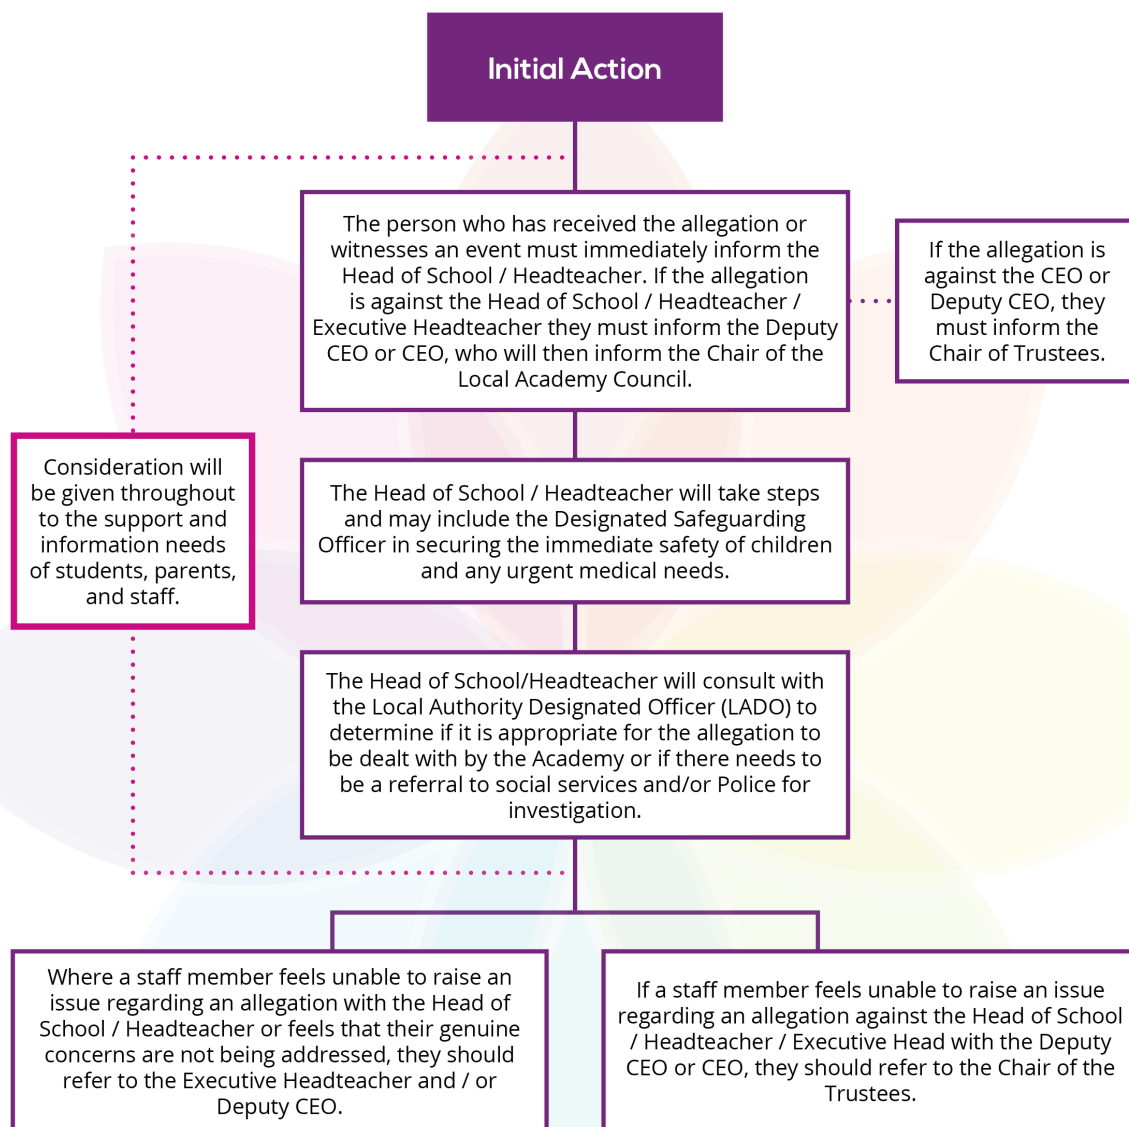 Initial Action
The person who has received the allegation or
witnesses an event must immediately inform the
Head of School / Headteacher. If the allegation
is against the Head of School / Headteacher /
Executive Headteacher they must inform the Deputy
CEO or CEO, who will then inform the Chair of the
Local Academy Council.
If the allegation is
against the CEO or
Deputy CEO, they
must inform the
Chair of Trustees.
Consideration will
be given throughout
to the support and
information needs
of students, parents,
and staff.
The Head of School / Headteacher will take steps
and may include the Designated Safeguarding
Officer in securing the immediate safety of children
and any urgent medical needs.
The Head of School/Headteacher will consult with
the Local Authority Designated Officer (LADO) to
determine if it is appropriate for the allegation to
be dealt with by the Academy or if there needs to
be a referral to social services and/or Police for
investigation.
Where a staff member feels unable to raise an
issue regarding an allegation with the Head of
School / Headteacher or feels that their genuine
concerns are not being addressed, they should
refer to the Executive Headteacher and / or
Deputy CEO.
If a staff member feels unable to raise an issue
regarding an allegation against the Head of School
/ Headteacher / Executive Head with the Deputy
CEO or CEO, they should refer to the Chair of the
Trustees.